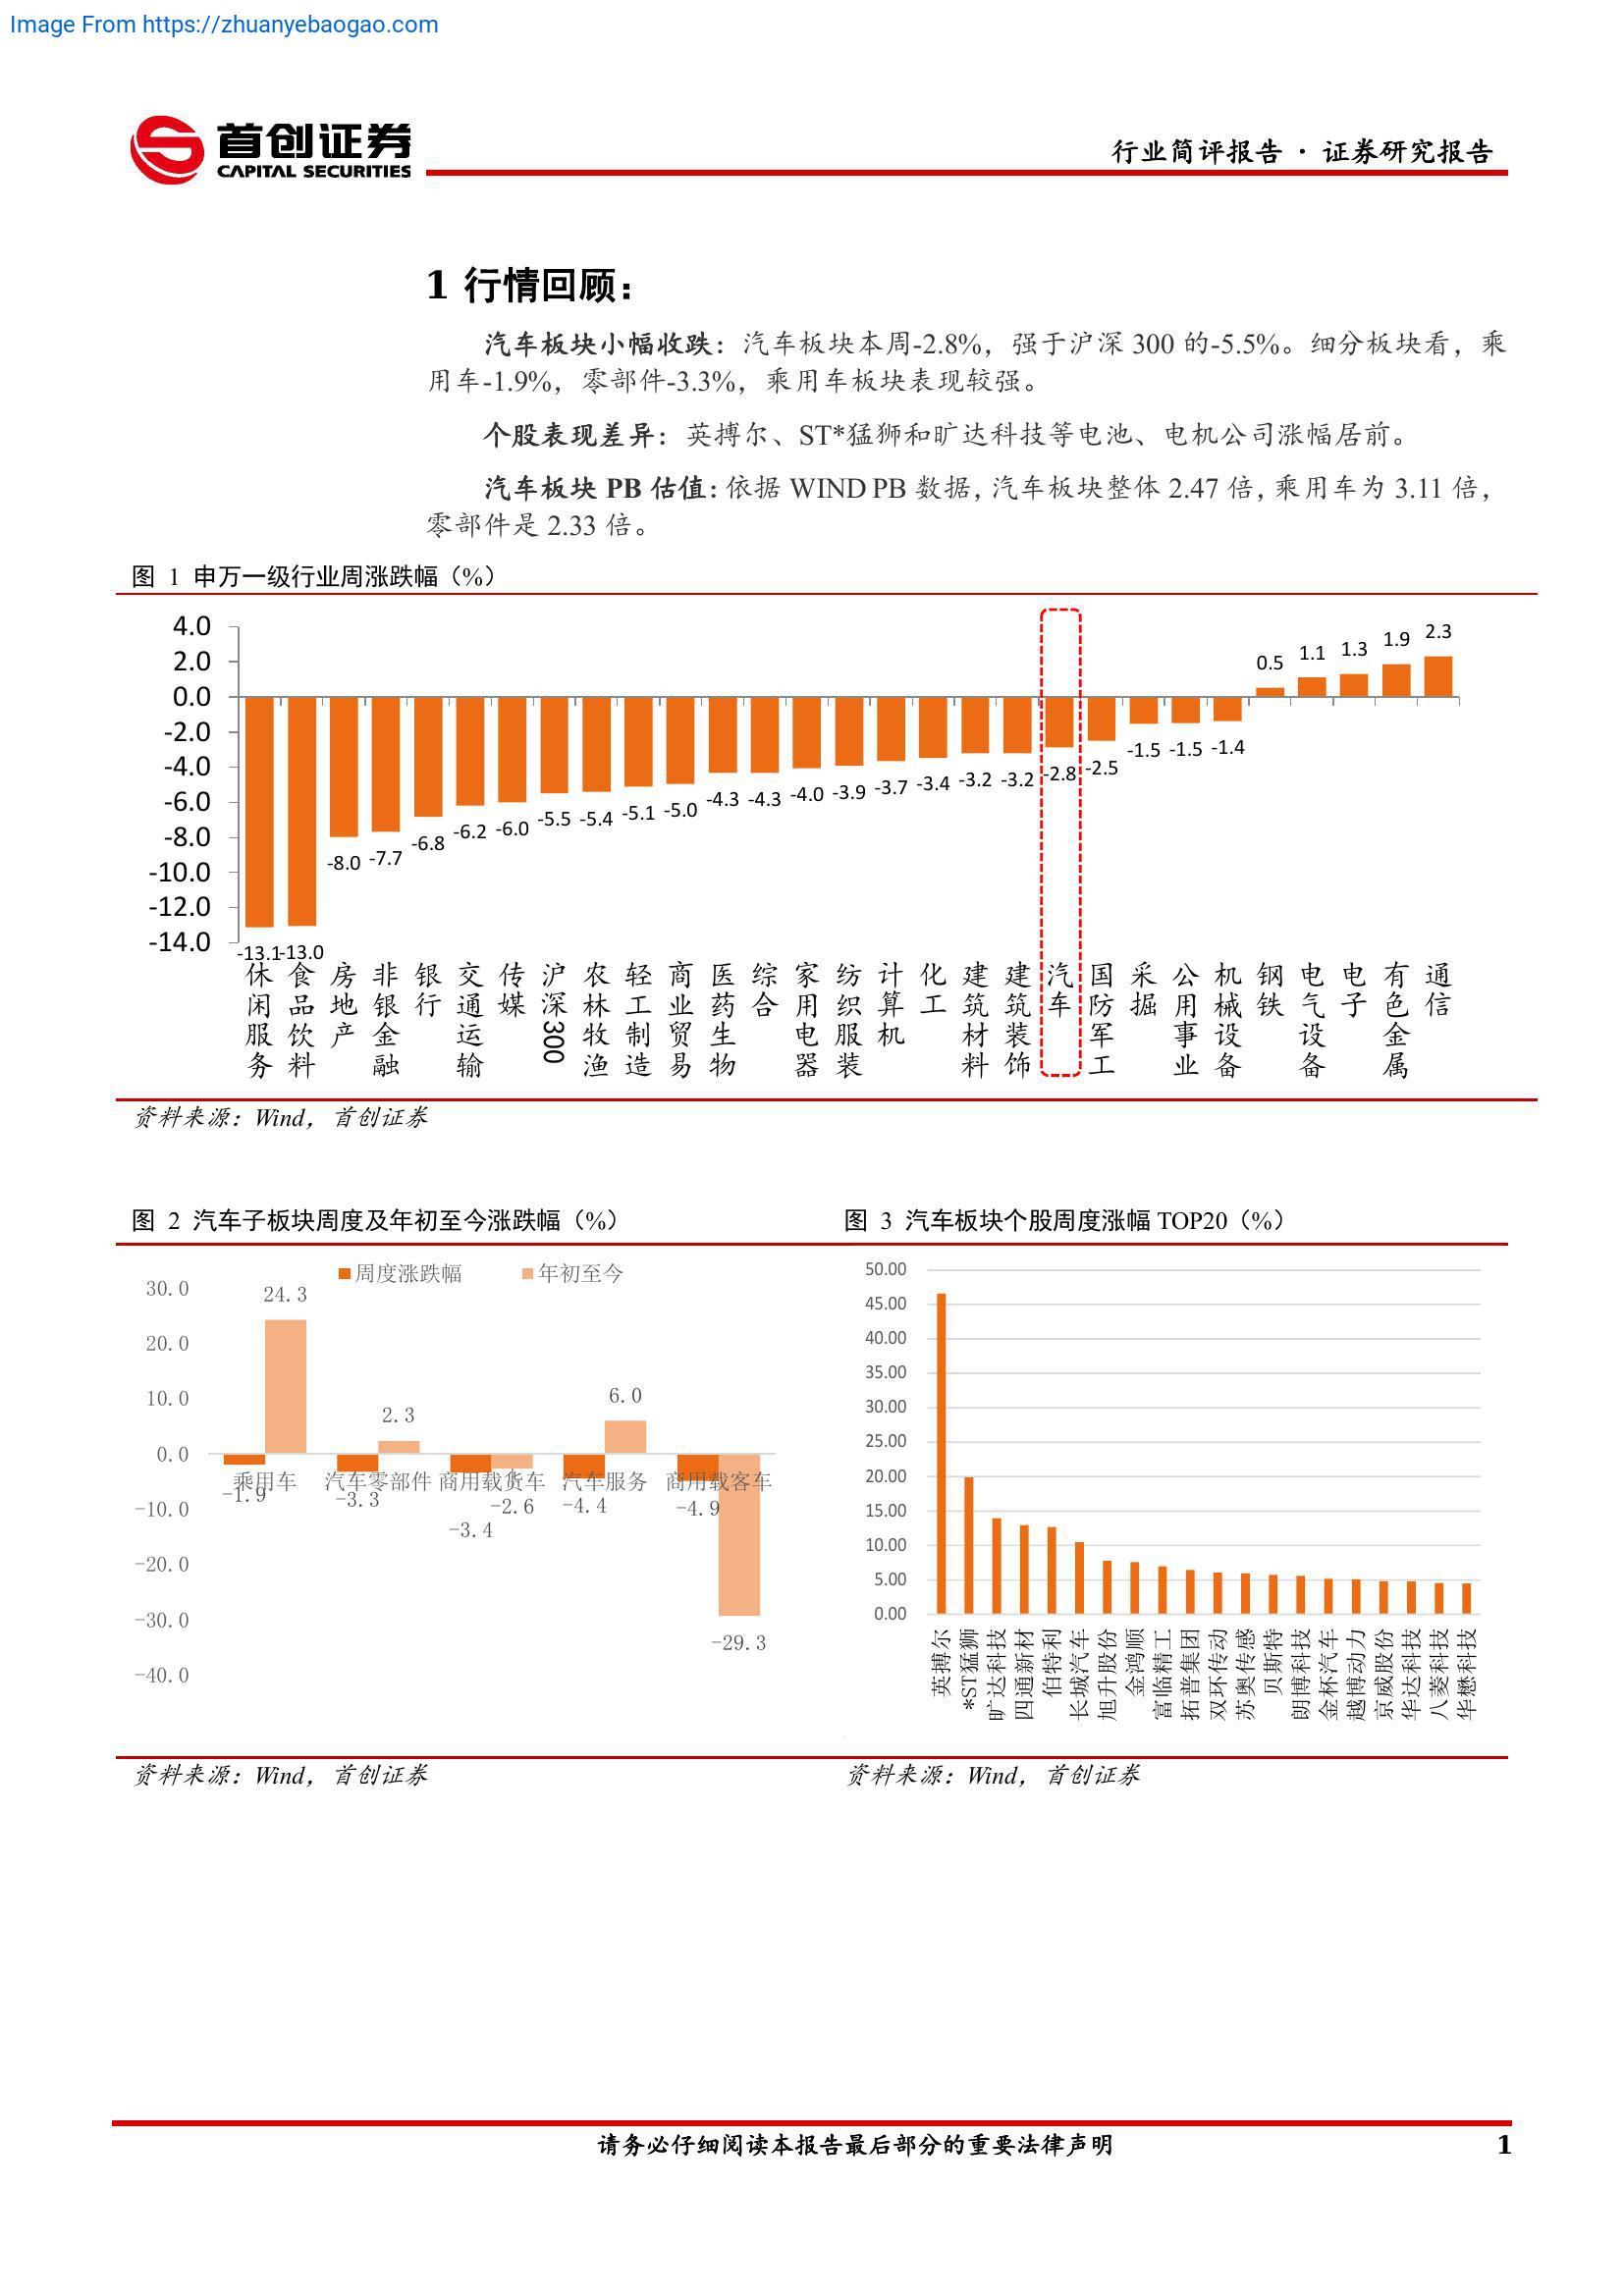 Image From https://zhuanyebaogao.com
首创证券
CAPITAL SECURITIES
行业简评报告 · 证券研究报告
1 行情回顾：
汽车板块小幅收跌：汽车板块本周-2.8%，强于沪深 300 的-5.5%。细分板块看，乘
用车-1.9%，零部件-3.3%，乘用车板块表现较强。
个股表现差异：英搏尔、ST*猛狮和旷达科技等电池、电机公司涨幅居前。
汽车板块 PB 估值：依据 WIND PB 数据，汽车板块整体 2.47 倍，乘用车为 3.11 倍，
零部件是 2.33 倍。
图 1 申万一级行业周涨跌幅（%）
4.0
2.0
0.0
-2.0
-4.0
-6.0
-8.0
-10.0
-12.0
-14.0
-13.1 -13.0 -8.0 -7.7 -6.8 -6.2 -6.0 -5.5 -5.4 -5.1 -5.0 -4.3 -4.3 -4.0 -3.9 -3.7 -3.4 -3.2 -3.2 -2.8 -2.5 -1.5 -1.5 -1.4 0.5 1.1 1.3 1.9 2.3
休闲服务 食品饮料 房地产 非银金融 银行 交通运输 传媒 沪深300 农林牧渔 轻工制造 商业贸易 医药生物 综合 家用电器 纺织服装 计算机 化工 建筑材料 建筑装饰 汽车 国防军工 采掘 公用事业 机械设备 钢铁 电气设备 电子 有色金属 通信
资料来源：Wind，首创证券
图 2 汽车子板块周度及年初至今涨跌幅（%）
周度涨跌幅 年初至今
30.0
20.0
10.0
0.0
-10.0
-20.0
-30.0
-40.0
24.3 2.3 -2.6 6.0 -29.3
乘用车 汽车零部件 商用载货车 汽车服务 商用载客车
-1.9 -3.3 -3.4 -4.4 -4.9
资料来源：Wind，首创证券
图 3 汽车板块个股周度涨幅 TOP20（%）
50.00
45.00
40.00
35.00
30.00
25.00
20.00
15.00
10.00
5.00
0.00
英搏尔 *ST猛狮 旷达科技 四通新材 伯特利 长城汽车 旭升股份 金鸿顺 富临精工 拓普集团 双环传动 苏奥传感 贝斯特 朗博科技 金杯汽车 越博动力 京威股份 华达科技 八菱科技 华懋科技
资料来源：Wind，首创证券
请务必仔细阅读本报告最后部分的重要法律声明
1